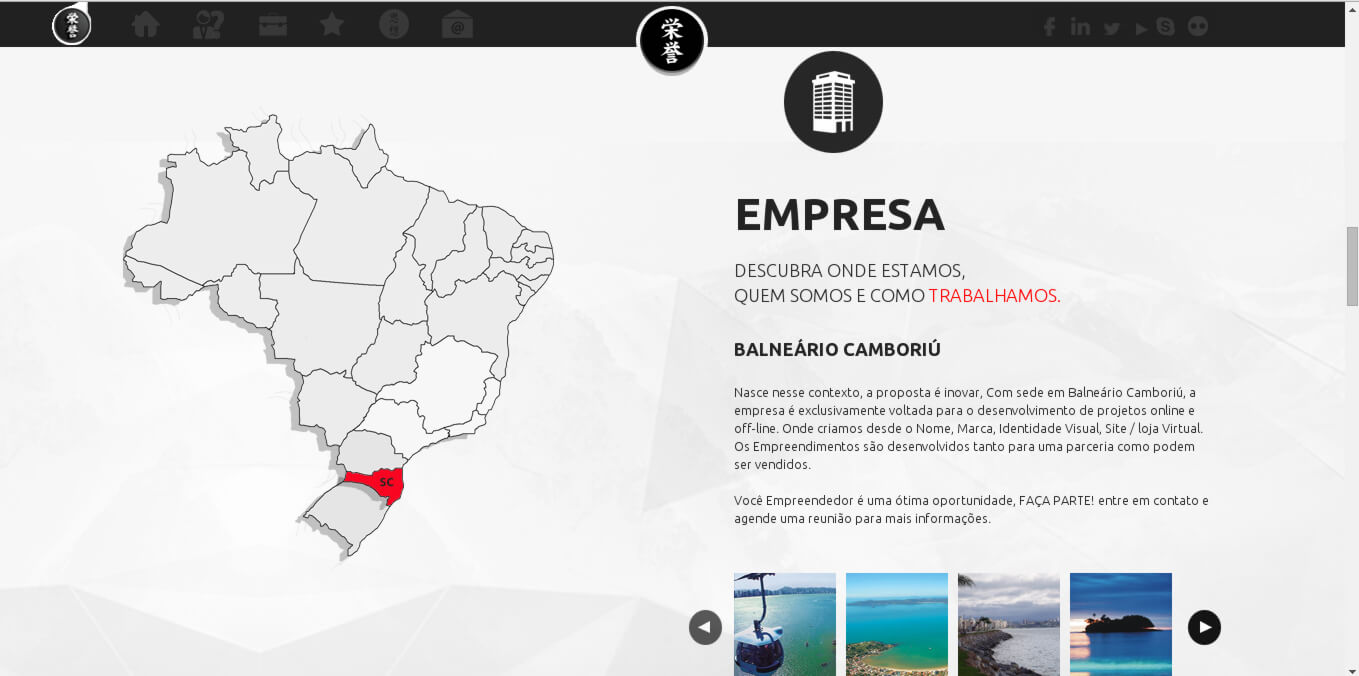 栄誉
栄誉
@
EMPRESA
DESCUBRA ONDE ESTAMOS,
QUEM SOMOS E COMO TRABALHAMOS.
BALNEÁRIO CAMBORIÚ
Nasce nesse contexto, a proposta é inovar, Com sede em Balneário Camboriú, a
empresa é exclusivamente voltada para o desenvolvimento de projetos online e
off-line. Onde criamos desde o Nome, Marca, Identidade Visual, Site / loja Virtual.
Os Empreendimentos são desenvolvidos tanto para uma parceria como podem
ser vendidos.
Você Empreendedor é uma ótima oportunidade, FAÇA PARTE! entre em contato e
agende uma reunião para mais informações.
SC